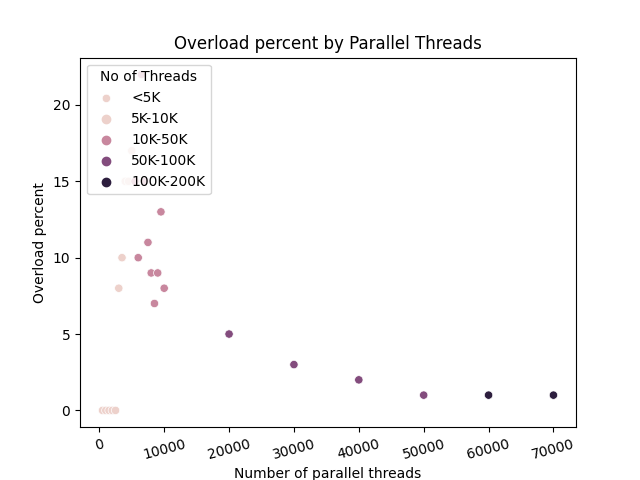 Overload percent by Parallel Threads
No of Threads
<5K
5K-10K
10K-50K
50K-100K
100K-200K
Overload percent
20
15
10
5
0
0
10000
20000
30000
40000
50000
60000
70000
Number of parallel threads